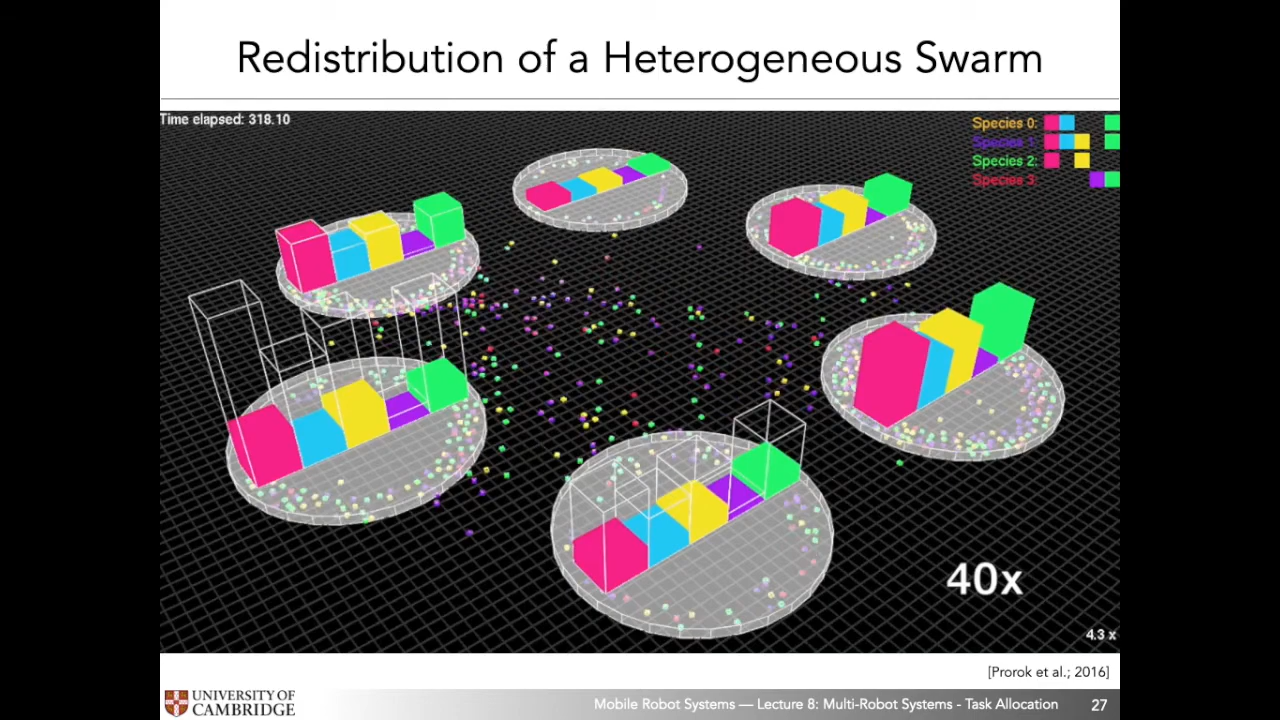 Redistribution of a Heterogeneous Swarm
Time elapsed: 318.10
Species 0:
Species 1:
Species 2:
Species 3:
40x
4.3 x
[Prorok et al.; 2016]
UNIVERSITY OF
CAMBRIDGE
Mobile Robot Systems — Lecture 8: Multi-Robot Systems - Task Allocation 27